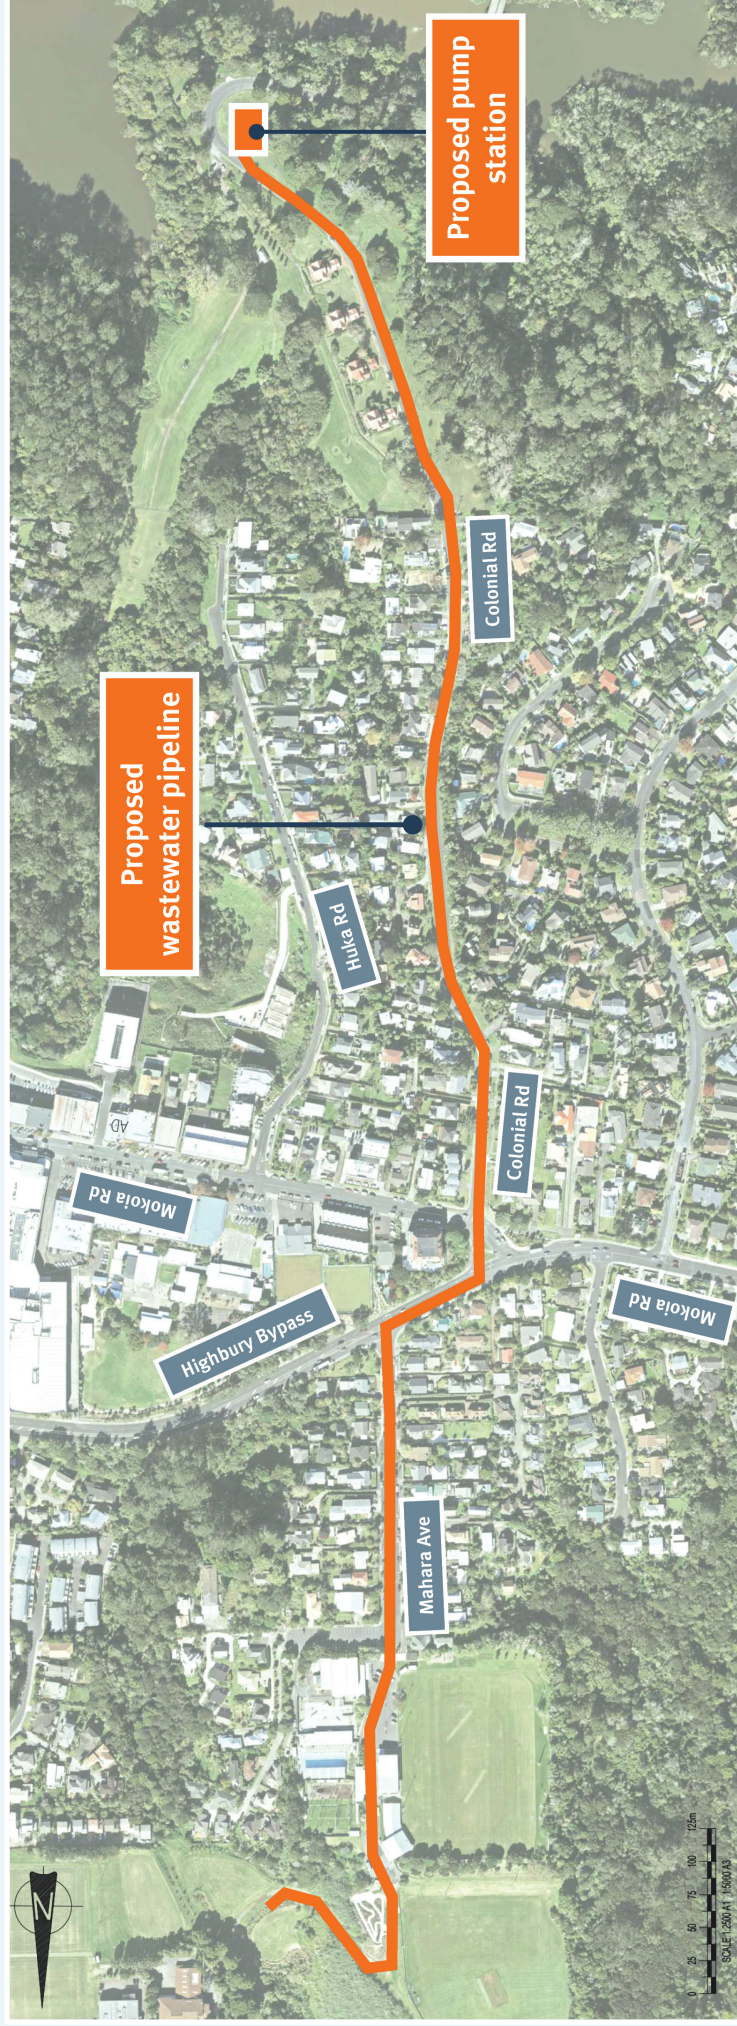 Proposed pump
station
Colonial Rd
Proposed
wastewater pipeline
Huka Rd
Colonial Rd
Mokoia Rd
Highbury Bypass
Mokoia Rd
Mahara Ave
N
0 25 50 75 100 125m
SCALE 1:2500 A1 1:5000 A3